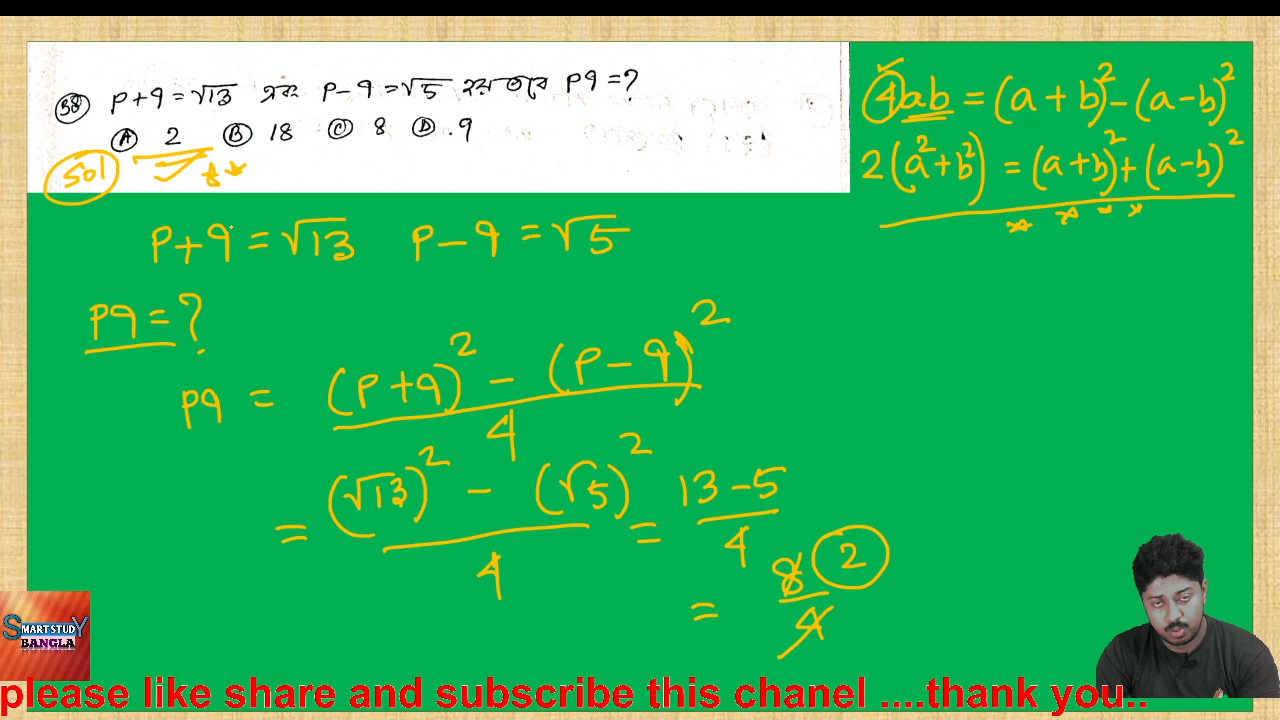 38 P+q=√13 এবং P-q=√5 হয় তবে Pq=?
A 2 B 18 C 8 D .9
Sol
4ab = (a+b)²-(a-b)²
2(a²+b²) = (a+b)²+(a-b)²
P+q=√13 P-q=√5
Pq=?
Pq = (P+q)² - (P-q)² / 4
= (√13)² - (√5)² / 4 = 13-5 / 4
= 8/4 2
SMART STUDY
BANGLA
please like share and subscribe this chanel ....thank you..